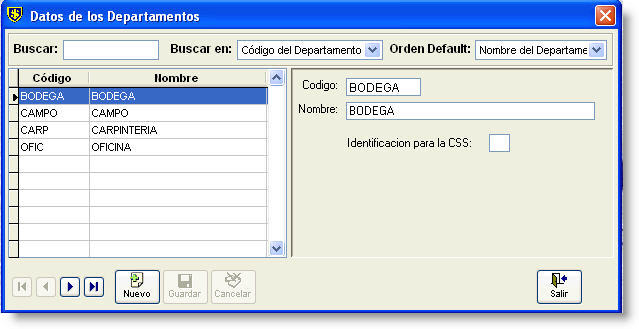 Datos de los Departamentos
Buscar: Buscar en: Código del Departamento Orden Default: Nombre del Departame
Código Nombre
BODEGA BODEGA
CAMPO CAMPO
CARP CARPINTERIA
OFIC OFICINA
Codigo: BODEGA
Nombre: BODEGA
Identificacion para la CSS:
Nuevo Guardar Cancelar Salir